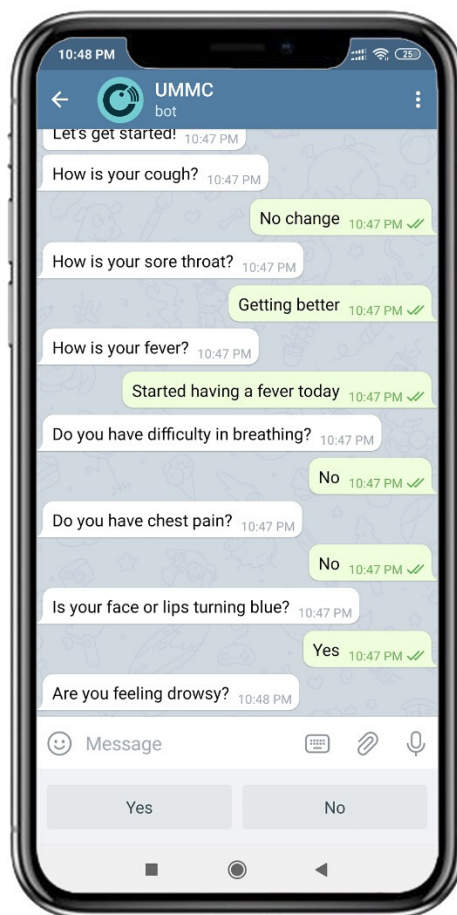 10:48 PM
25
UMMC
bot
Let's get started! 10:47 PM
How is your cough? 10:47 PM
No change 10:47 PM
How is your sore throat? 10:47 PM
Getting better 10:47 PM
How is your fever? 10:47 PM
Started having a fever today 10:47 PM
Do you have difficulty in breathing? 10:47 PM
No 10:47 PM
Do you have chest pain? 10:47 PM
No 10:47 PM
Is your face or lips turning blue? 10:47 PM
Yes 10:47 PM
Are you feeling drowsy? 10:48 PM
Message
Yes No